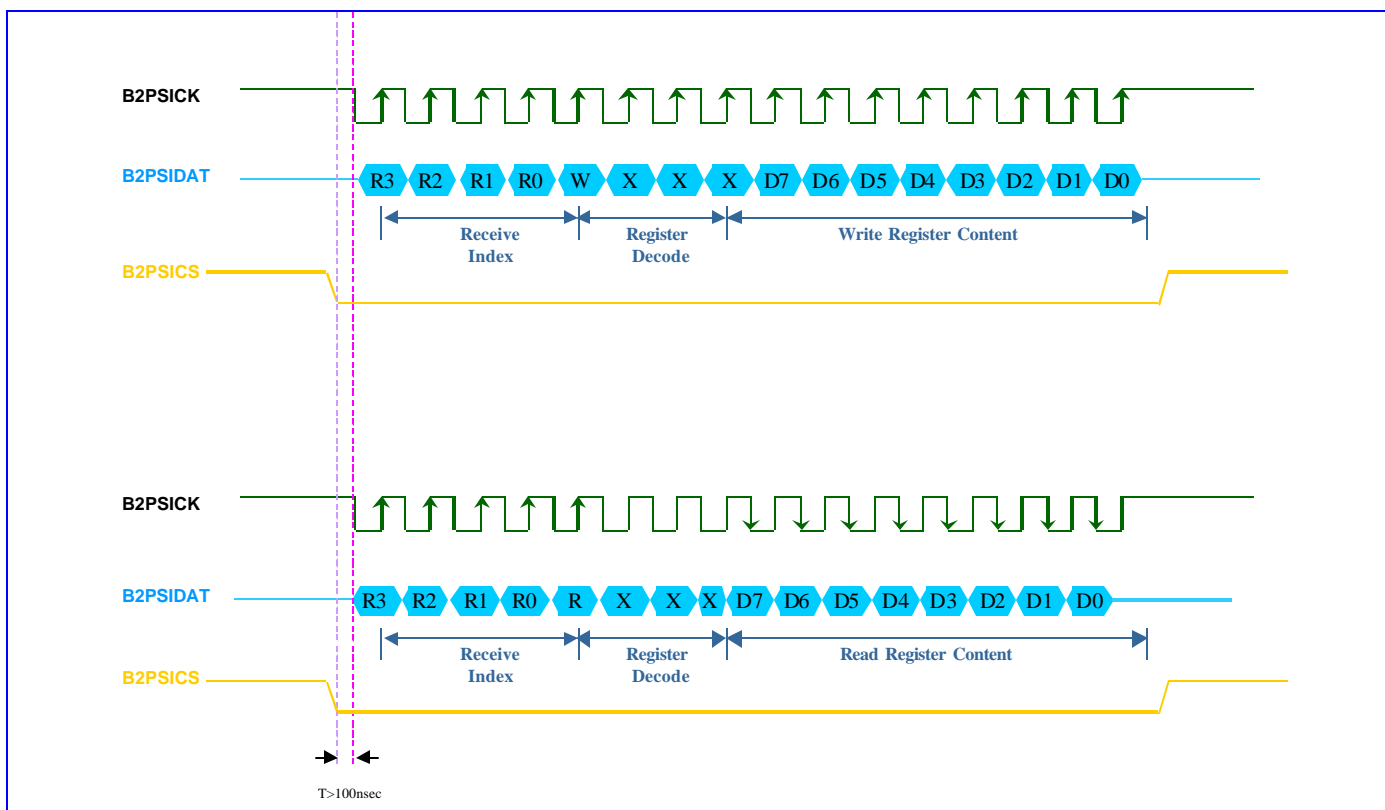 B2PSICK
B2PSIDAT
R3 R2 R1 R0 W X X X D7 D6 D5 D4 D3 D2 D1 D0
Receive Register Write Register Content
Index Decode
B2PSICS
B2PSICK
B2PSIDAT
R3 R2 R1 R0 R X X X D7 D6 D5 D4 D3 D2 D1 D0
Receive Register Read Register Content
Index Decode
B2PSICS
T>100nsec